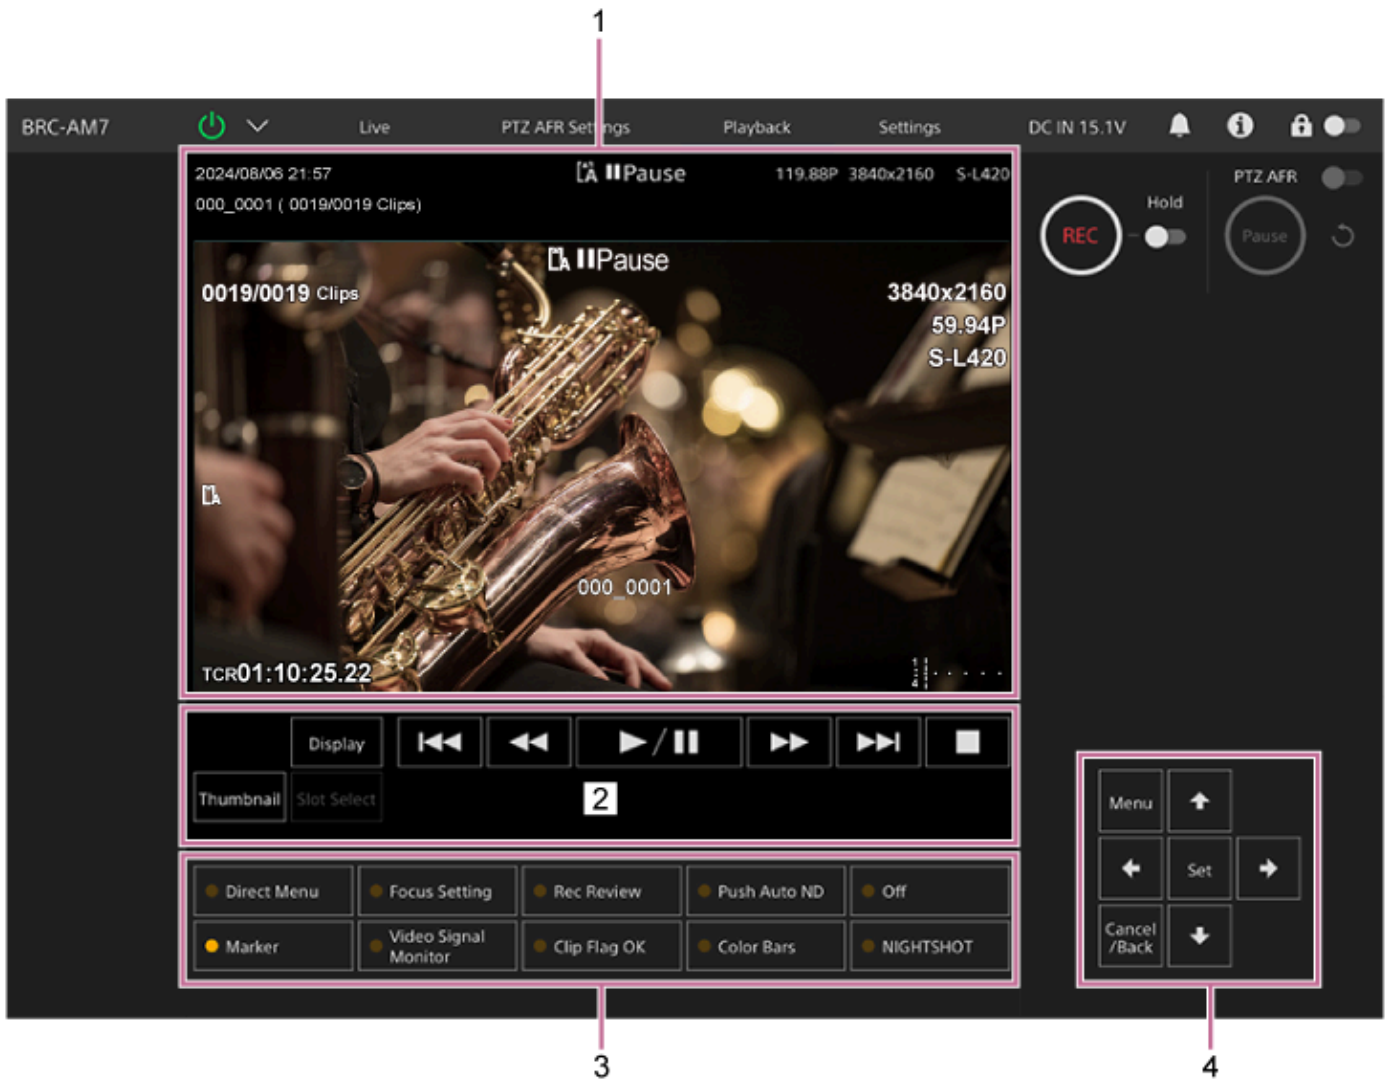 1
BRC-AM7 Live PTZ AFR Settings Playback Settings DC IN 15.1V
2024/08/06 21:57 A Pause 119.88P 3840x2160 S-L420
000_0001 ( 0019/0019 Clips)
PTZ AFR
Hold
REC
Pause
A Pause
0019/0019 Clips
3840x2160
59.94P
S-L420
A
000_0001
TCR01:10:25.22
Display
Thumbnail Slot Select
2
Direct Menu Focus Setting Rec Review Push Auto ND Off
Marker Video Signal Monitor Clip Flag OK Color Bars NIGHTSHOT
Menu
Set
Cancel
/Back
3
4